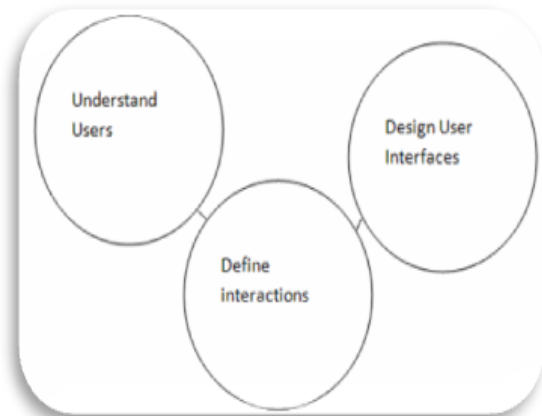 Understand
Users
Define
interactions
Design User
Interfaces